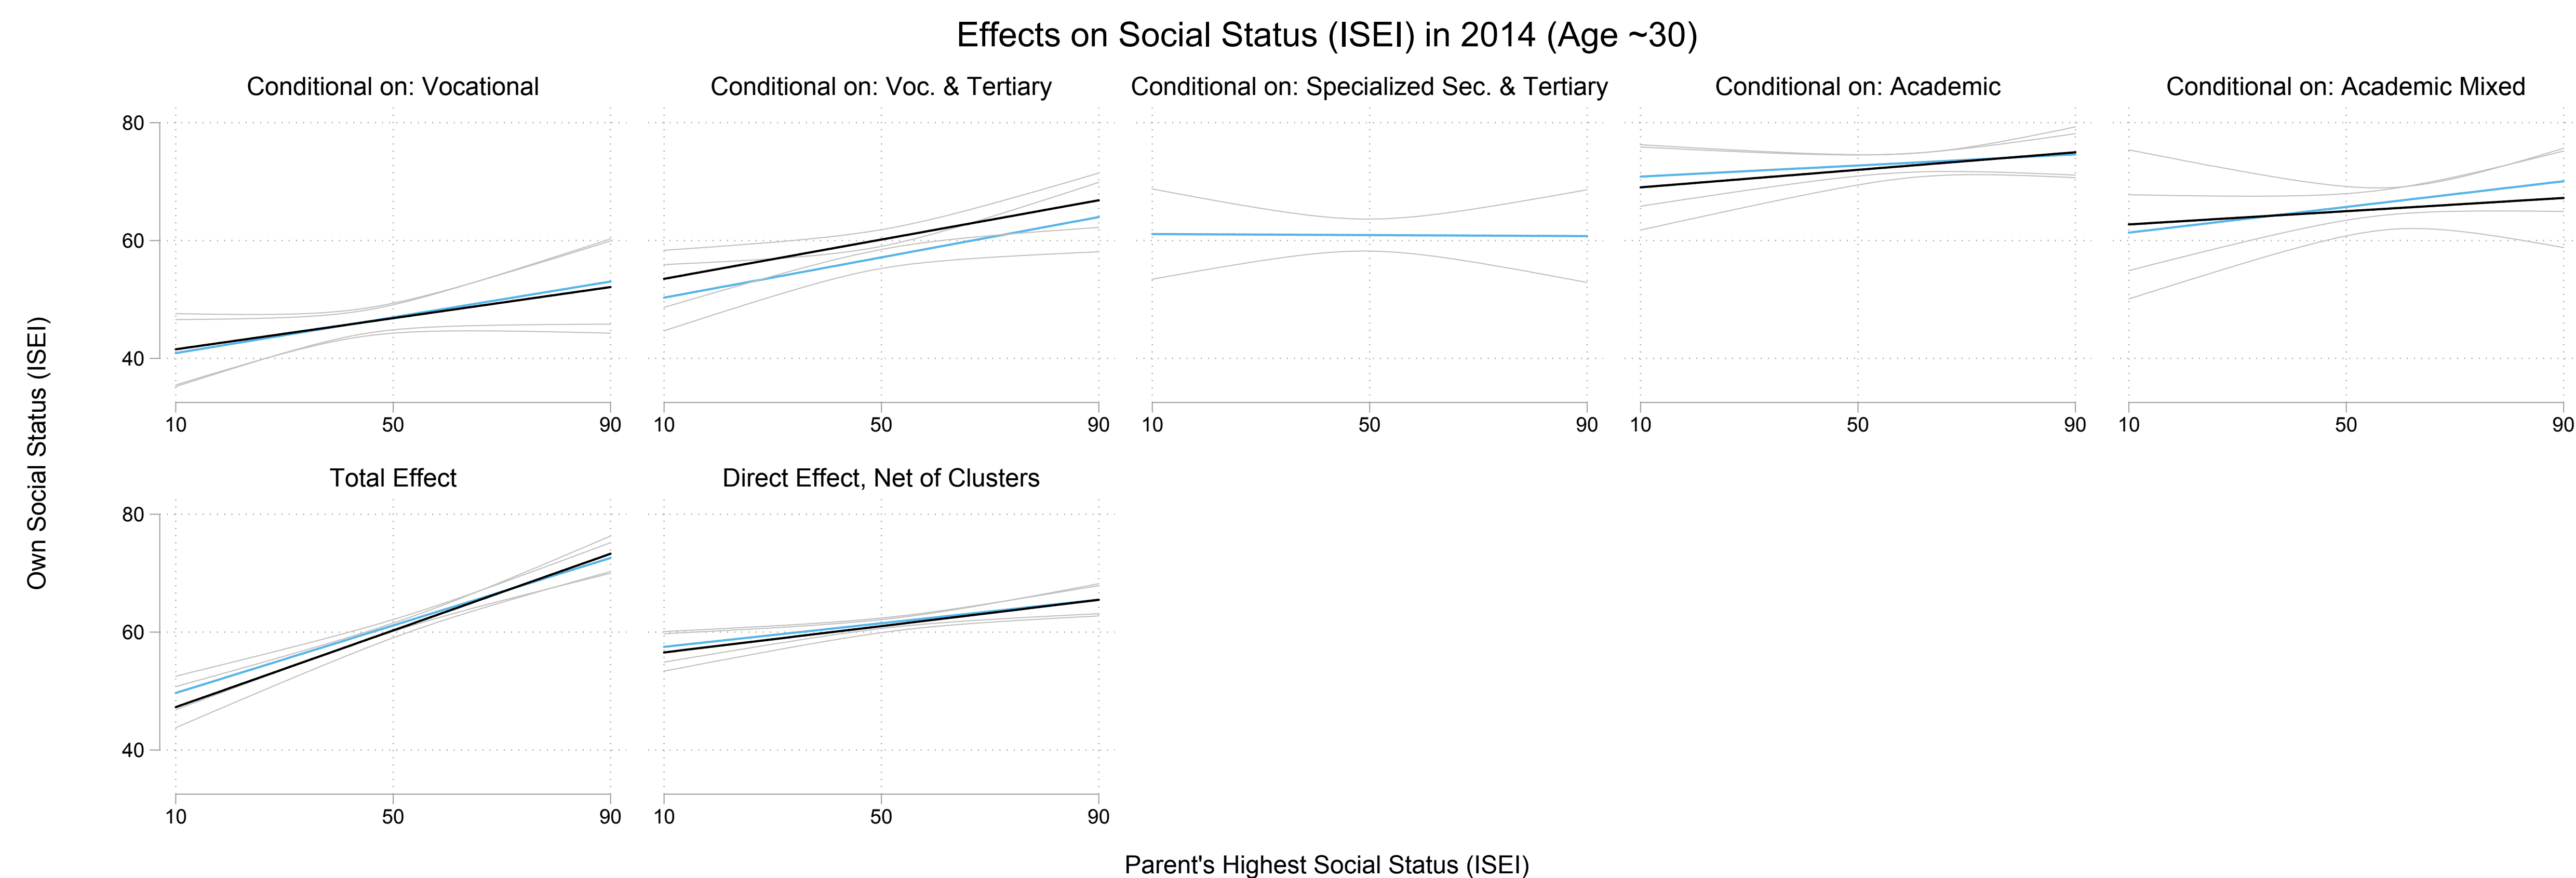 Effects on Social Status (ISEI) in 2014 (Age ~30)
Conditional on: Vocational
Conditional on: Voc. & Tertiary
Conditional on: Specialized Sec. & Tertiary
Conditional on: Academic
Conditional on: Academic Mixed
80
60
40
10 50 90
10 50 90
10 50 90
10 50 90
10 50 90
Own Social Status (ISEI)
Total Effect
Direct Effect, Net of Clusters
80
60
40
10 50 90
10 50 90
Parent's Highest Social Status (ISEI)